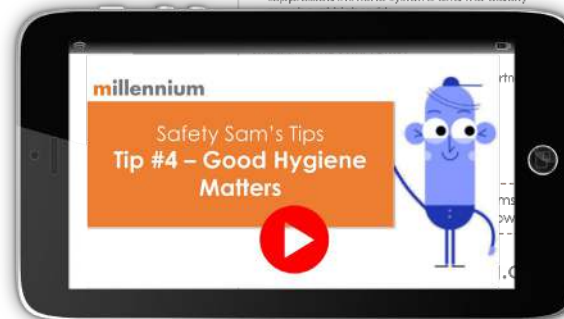 millennium
Safety Sam's Tips
Tip #4 – Good Hygiene
Matters